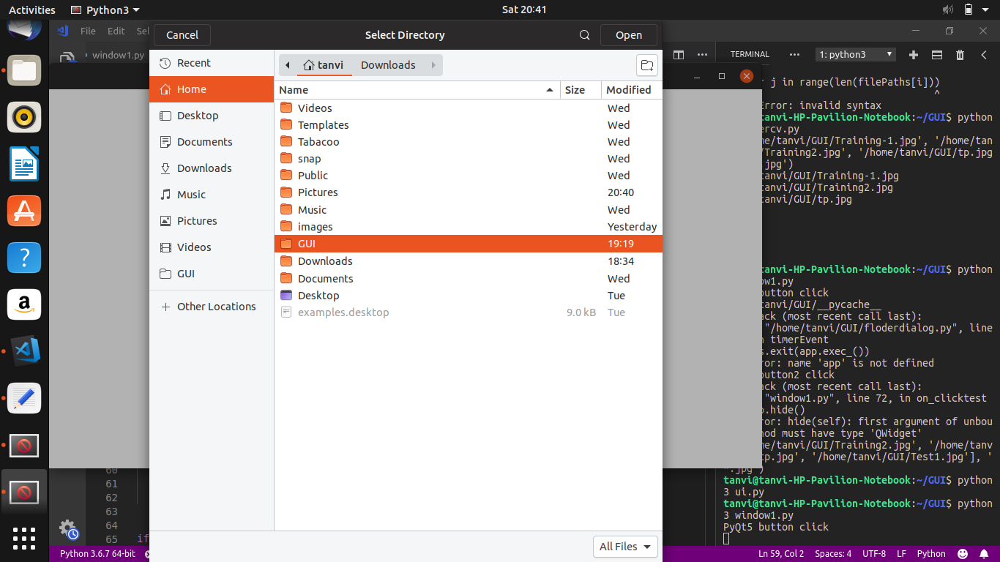 Activities Python3 Sat 20:41
File Edit Sel
Cancel Select Directory Open
window1.py
TERMINAL 1: python3
Recent
Home
Desktop
Documents
Downloads
Music
Pictures
Videos
GUI
Other Locations
tanvi Downloads
Name Size Modified
Videos Wed
Templates Wed
Tabacoo Wed
snap Wed
Public Wed
Pictures 20:40
Music Wed
images Yesterday
GUI 19:19
Downloads 18:34
Documents Wed
Desktop Tue
examples.desktop 9.0 kB Tue
All Files
j in range(len(filePaths[i]))
^
Error: invalid syntax
tanvi-HP-Pavilion-Notebook:~/GUI$ python
ercv.py
me/tanvi/GUI/Training-1.jpg', '/home/tan
/Training2.jpg', '/home/tanvi/GUI/tp.jpg
jpg')
tanvi/GUI/Training-1.jpg
tanvi/GUI/Training2.jpg
tanvi/GUI/tp.jpg
tanvi-HP-Pavilion-Notebook:~/GUI$ python
ow1.py
button click
tanvi/GUI/__pycache__
ack (most recent call last):
"/home/tanvi/GUI/floderdialog.py", line
n timerEvent
s.exit(app.exec_())
ror: name 'app' is not defined
button2 click
ack (most recent call last):
"window1.py", line 72, in on_clicktest
p.hide()
ror: hide(self): first argument of unbou
hod must have type 'QWidget'
me/tanvi/GUI/Training2.jpg', '/home/tanv
tp.jpg', '/home/tanvi/GUI/Test1.jpg'], '
*.jpg')
tanvi@tanvi-HP-Pavilion-Notebook:~/GUI$ python
3 ui.py
tanvi@tanvi-HP-Pavilion-Notebook:~/GUI$ python
3 window1.py
PyQt5 button click
60
61
62
63
64
65 if
Python 3.6.7 64-bit Ln 59, Col 2 Spaces: 4 UTF-8 LF Python